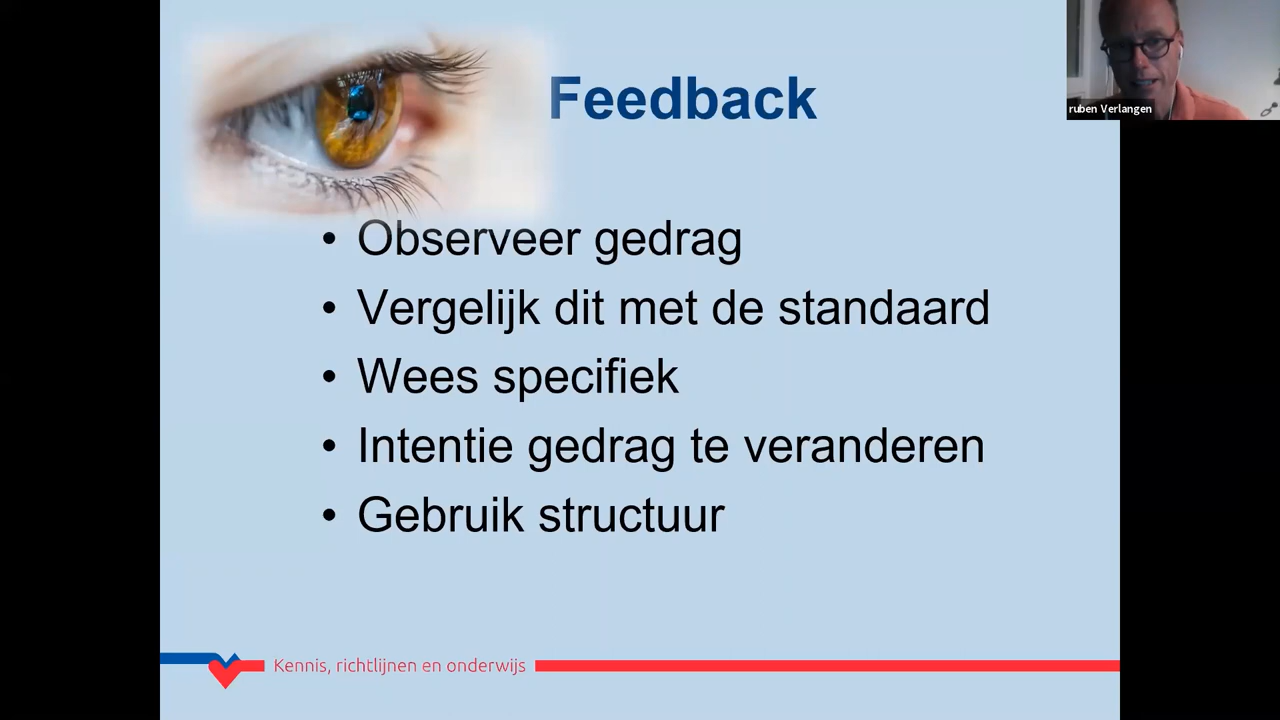 Feedback
ruben Verlangen
• Observeer gedrag
• Vergelijk dit met de standaard
• Wees specifiek
• Intentie gedrag te veranderen
• Gebruik structuur
Kennis, richtlijnen en onderwijs